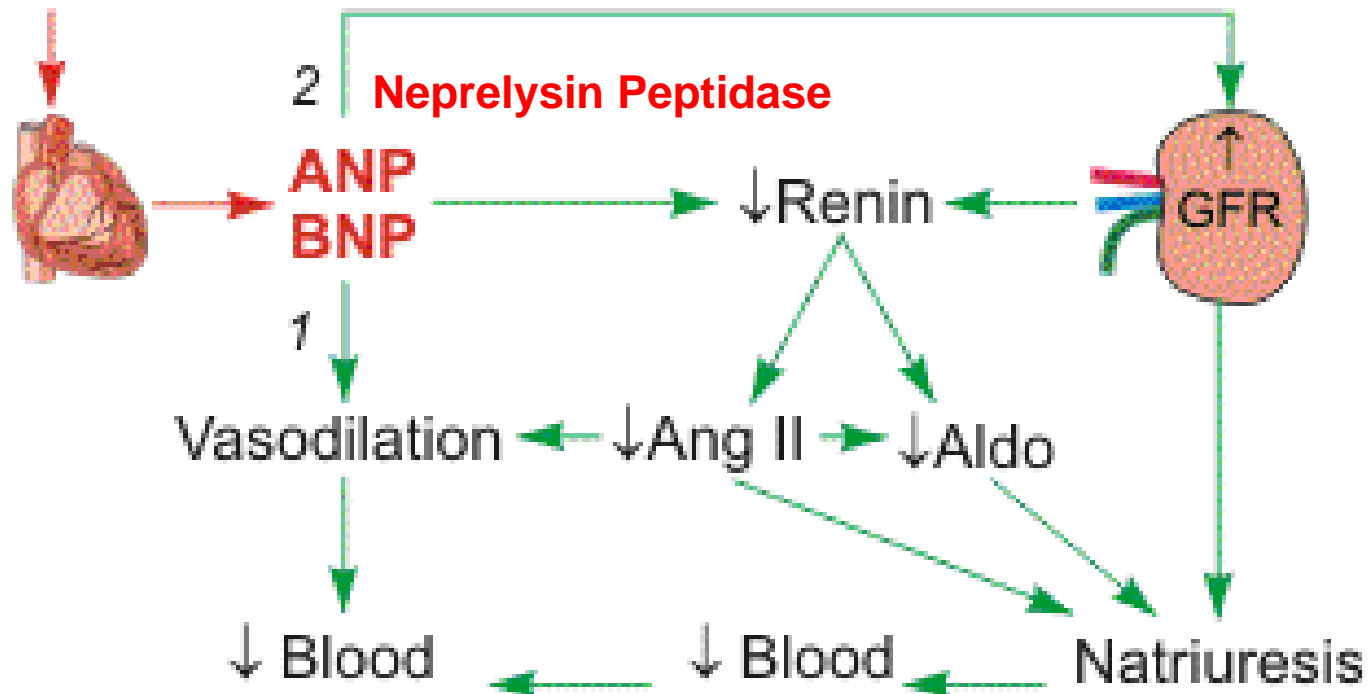 2
Neprelysin Peptidase
ANP
BNP
↓Renin
↑
GFR
1
Vasodilation
↓Ang II
↓Aldo
↓ Blood
↓ Blood
Natriuresis